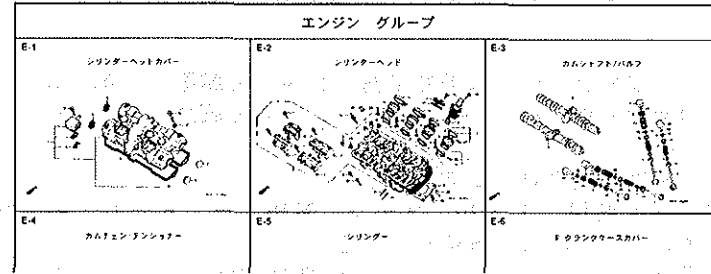 エンジン グループ
E-1
シリンダーヘットカバー
E-2
シリンダーヘッド
E-3
カムシャフト/バルブ
E-4
カムチェン・テンショナー
E-5
シリンダー
E-6
R クランクケースカバー